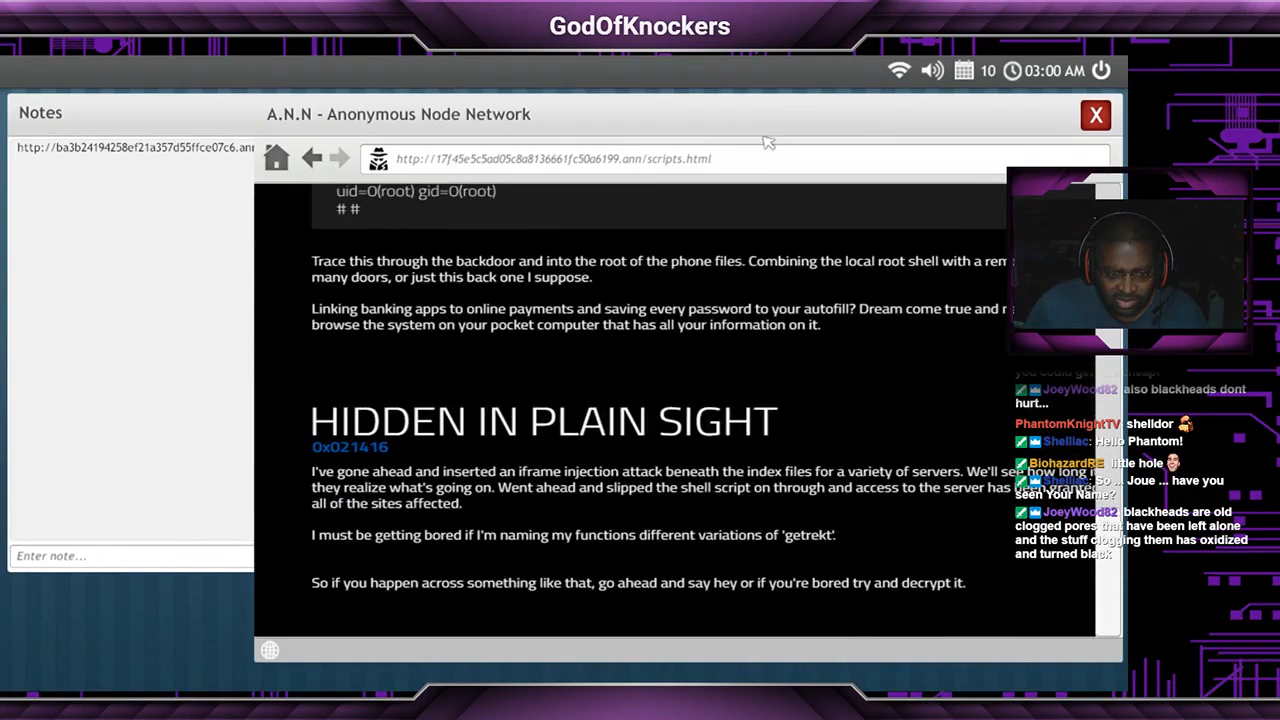 GodOfKnockers
10 03:00 AM
Notes
A.N.N - Anonymous Node Network
X
http://ba3b24194258ef21a357d55ffce07c6.ann
http://17f45e5c5ad05c8a8136661fc50a6199.ann/scripts.html
uid=0(root) gid=0(root)
# #
Trace this through the backdoor and into the root of the phone files. Combining the local root shell with a rem
many doors, or just this back one I suppose.
Linking banking apps to online payments and saving every password to your autofill? Dream come true and
browse the system on your pocket computer that has all your information on it.
HIDDEN IN PLAIN SIGHT
0x021416
I've gone ahead and inserted an iframe injection attack beneath the index files for a variety of servers. We'll see how long
they realize what's going on. Went ahead and slipped the shell script on through and access to the server has been granted
all of the sites affected.
I must be getting bored if I'm naming my functions different variations of 'getrekt'.
So if you happen across something like that, go ahead and say hey or if you're bored try and decrypt it.
Enter note...
JoeyWood82 also blackheads dont
hurt...
PhantomKnightTV: shelldor
Shelliac: Hello Phantom!
BiohazardRE little hole
Shelliac: So ... Joue ... have you
seen Your Name?
JoeyWood82: blackheads are old
clogged pores that have been left alone
and the stuff clogging them has oxidized
and turned black